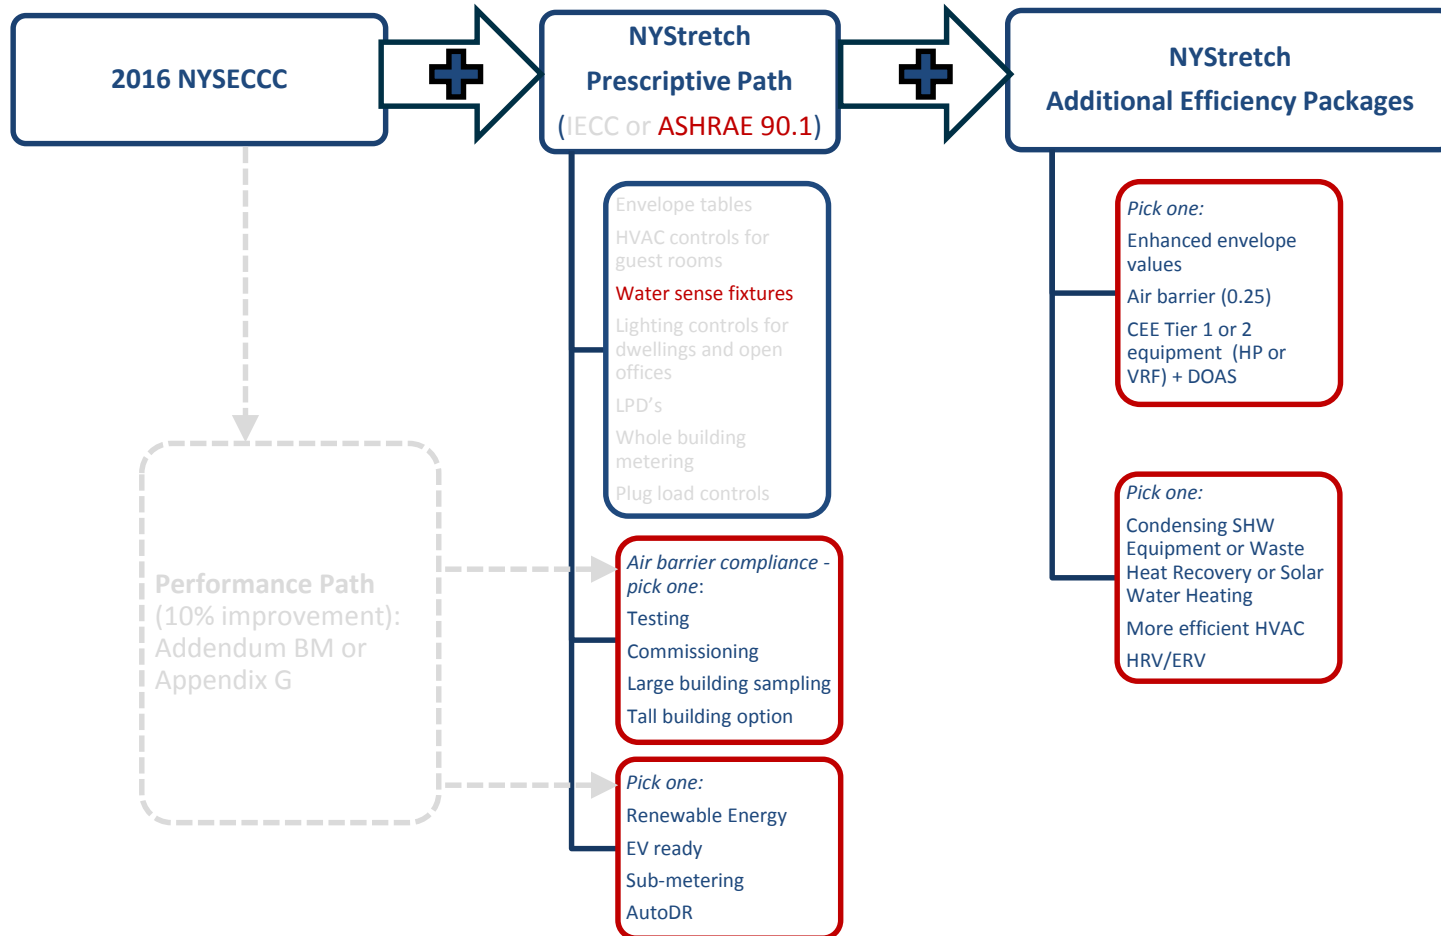 2016 NYSECCC
NYStretch
Prescriptive Path
(IECC or ASHRAE 90.1)
NYStretch
Additional Efficiency Packages
Envelope tables
HVAC controls for
guest rooms
Water sense fixtures
Lighting controls for
dwellings and open
offices
LPD's
Whole building
metering
Plug load controls
Pick one:
Enhanced envelope
values
Air barrier (0.25)
CEE Tier 1 or 2
equipment (HP or
VRF) + DOAS
Performance Path
(10% improvement):
Addendum BM or
Appendix G
Air barrier compliance -
pick one:
Testing
Commissioning
Large building sampling
Tall building option
Pick one:
Condensing SHW
Equipment or Waste
Heat Recovery or Solar
Water Heating
More efficient HVAC
HRV/ERV
Pick one:
Renewable Energy
EV ready
Sub-metering
AutoDR